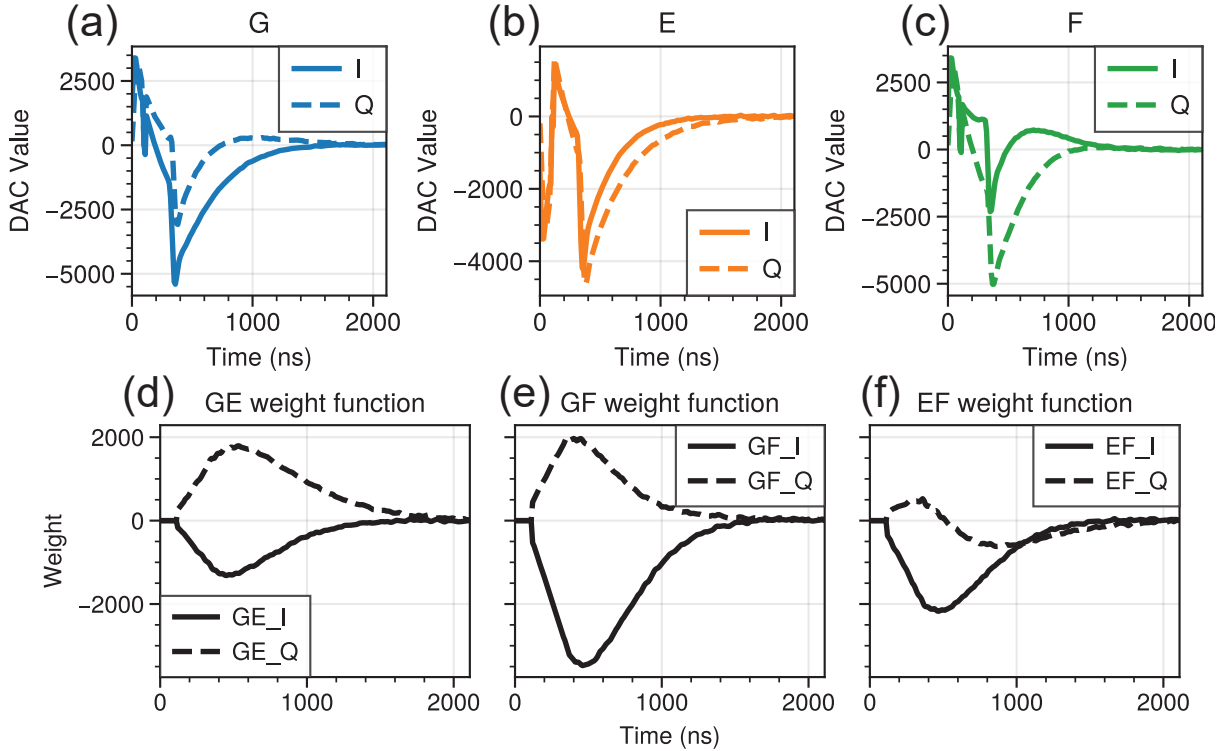 (a) G
(b) E
(c) F
DAC Value
2500
0
−2500
−5000
I
Q
0 1000 2000
Time (ns)
DAC Value
0
−2000
−4000
I
Q
0 1000 2000
Time (ns)
DAC Value
2500
0
−2500
−5000
I
Q
0 1000 2000
Time (ns)
(d) GE weight function
(e) GF weight function
(f) EF weight function
Weight
2000
0
−2000
GE_I
GE_Q
0 1000 2000
GF_I
GF_Q
0 1000 2000
EF_I
EF_Q
0 1000 2000
Time (ns)